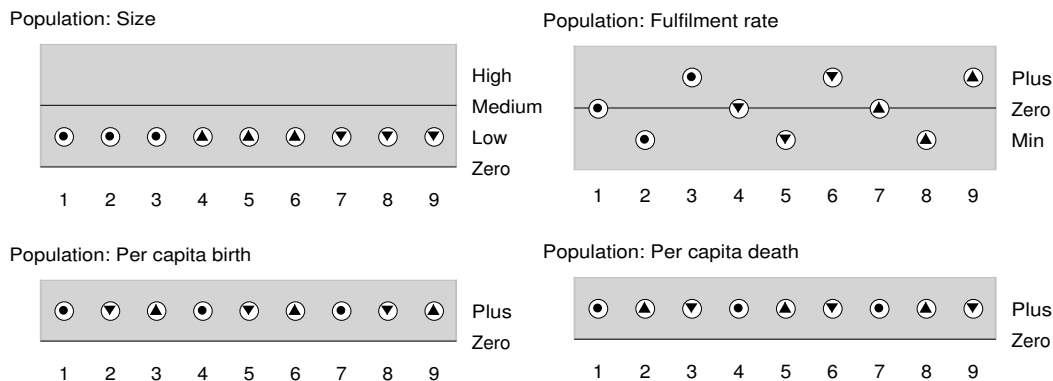 Population: Size
High
Medium
Low
Zero
1 2 3 4 5 6 7 8 9
Population: Fulfilment rate
Plus
Zero
Min
1 2 3 4 5 6 7 8 9
Population: Per capita birth
Plus
Zero
1 2 3 4 5 6 7 8 9
Population: Per capita death
Plus
Zero
1 2 3 4 5 6 7 8 9